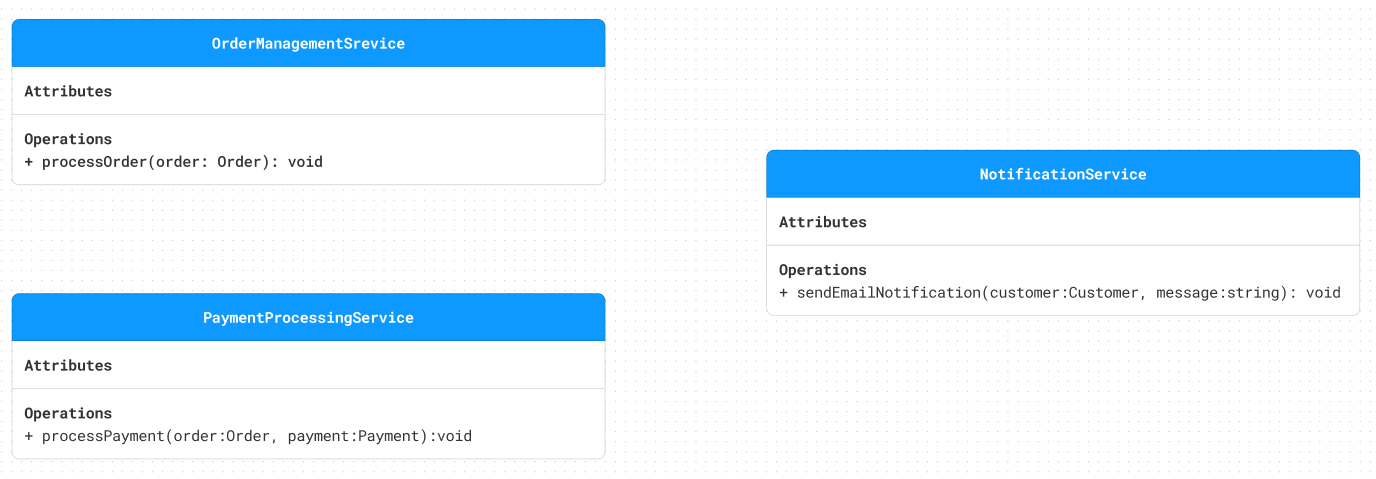 OrderManagementSrevice
Attributes
Operations
+ processOrder(order: Order): void
NotificationService
Attributes
Operations
+ sendEmailNotification(customer:Customer, message:string): void
PaymentProcessingService
Attributes
Operations
+ processPayment(order:Order, payment:Payment):void